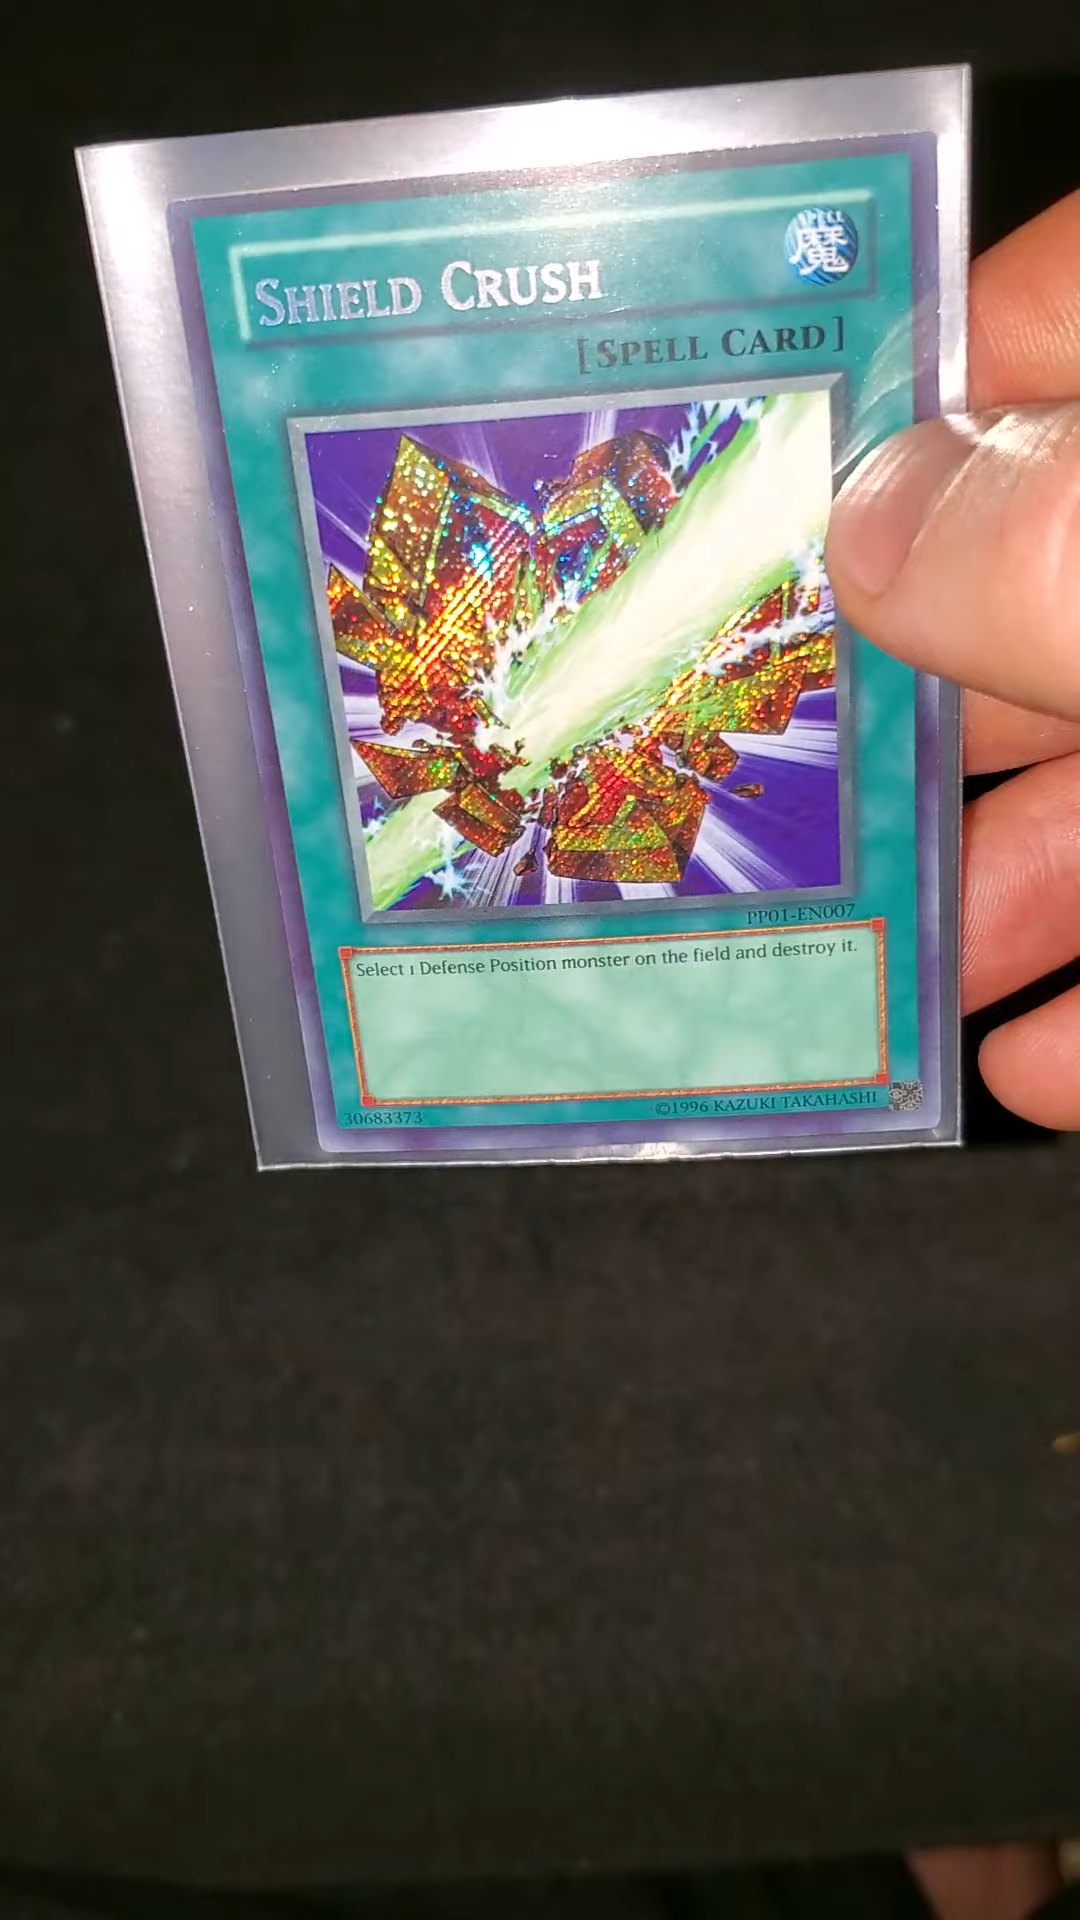 SHIELD CRUSH
SPELL
魔
[SPELL CARD]
PP01-EN007
Select 1 Defense Position monster on the field and destroy it.
30683373
©1996 KAZUKI TAKAHASHI